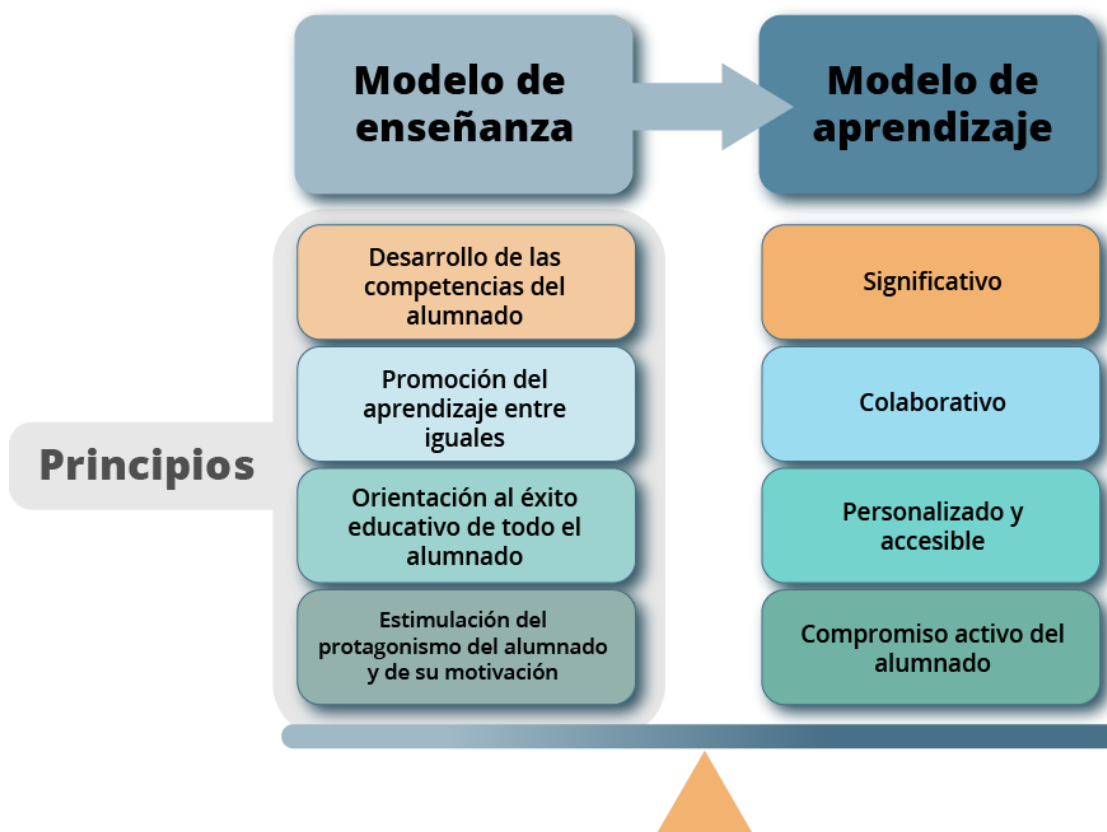 Modelo de
enseñanza
Modelo de
aprendizaje
Principios
Desarrollo de las
competencias del
alumnado
Significativo
Promoción del
aprendizaje entre
iguales
Colaborativo
Orientación al éxito
educativo de todo el
alumnado
Personalizado y
accesible
Estimulación del
protagonismo del alumnado
y de su motivación
Compromiso activo del
alumnado